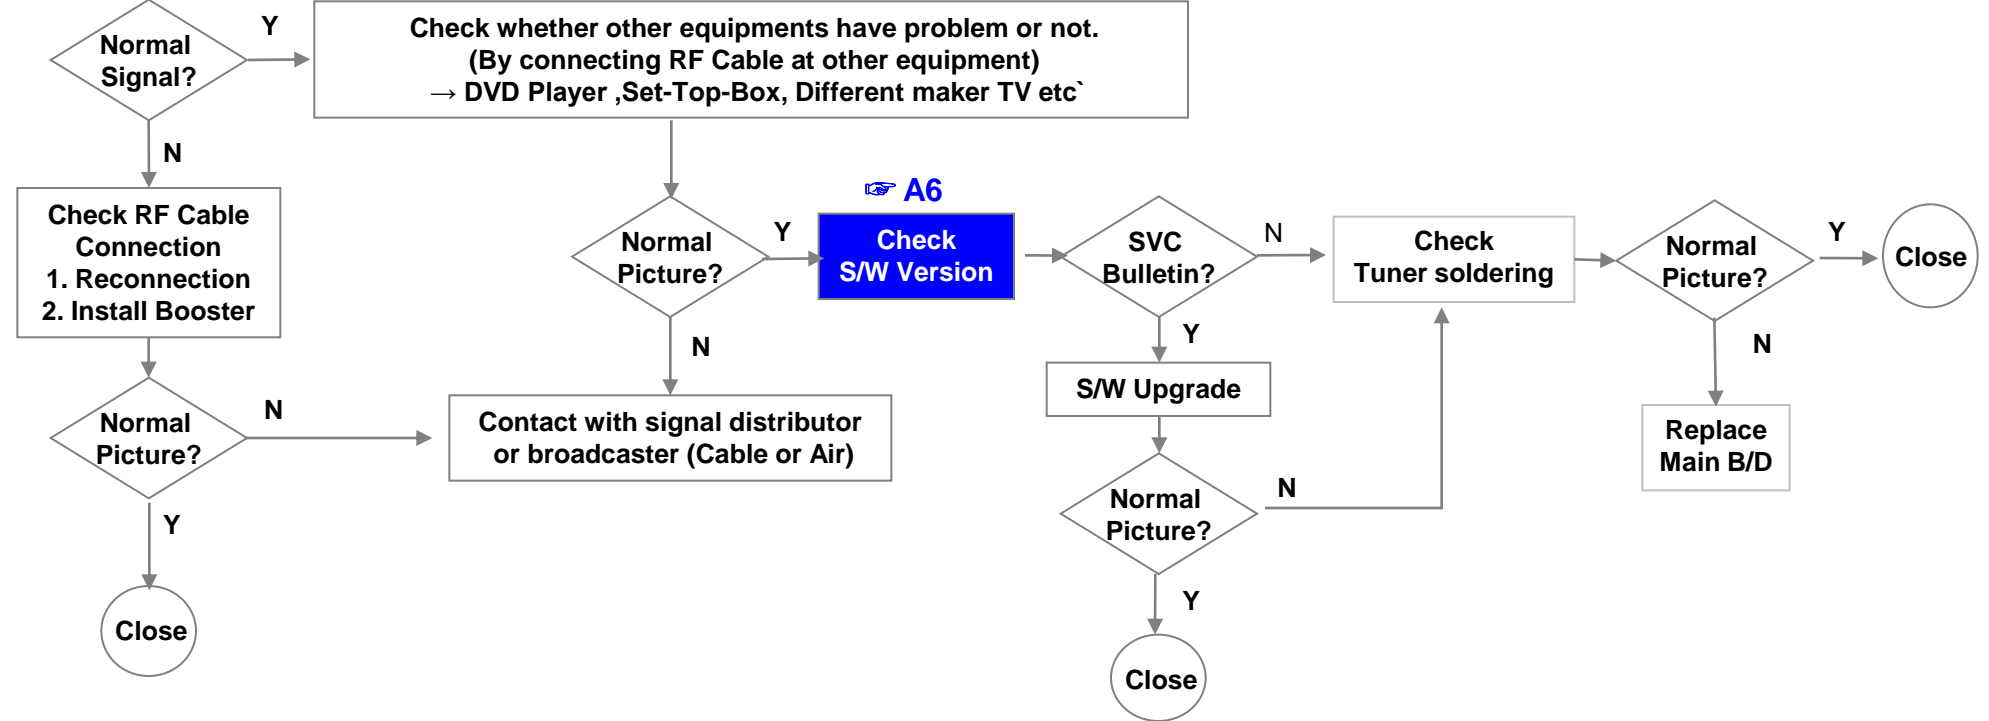 Normal
Signal?
Y
Check whether other equipments have problem or not.
(By connecting RF Cable at other equipment)
→ DVD Player ,Set-Top-Box, Different maker TV etc`
N
Check RF Cable
Connection
1. Reconnection
2. Install Booster
Normal
Picture?
N
Y
Close
Normal
Picture?
Y
N
Contact with signal distributor
or broadcaster (Cable or Air)
☞ A6
Check
S/W Version
SVC
Bulletin?
N
Y
S/W Upgrade
Normal
Picture?
N
Y
Close
Check
Tuner soldering
Normal
Picture?
Y
Close
N
Replace
Main B/D